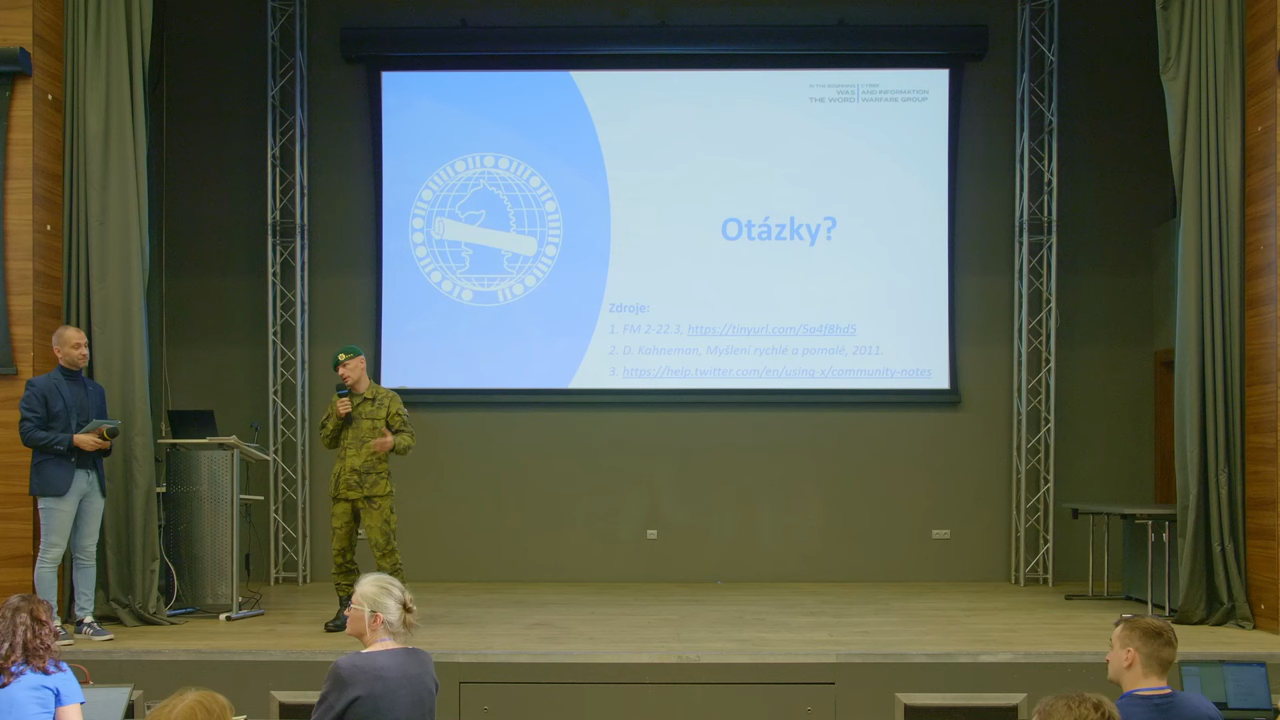 IN THE BEGINNING
WAS
THE WORD
CYBER
AND INFORMATION
WARFARE GROUP
Otázky?
Zdroje:
1. FM 2-22.3, https://tinyurl.com/5a4f8hd5
2. D. Kahneman, Myšlení rychlé a pomalé, 2011.
3. https://help.twitter.com/en/using-x/community-notes